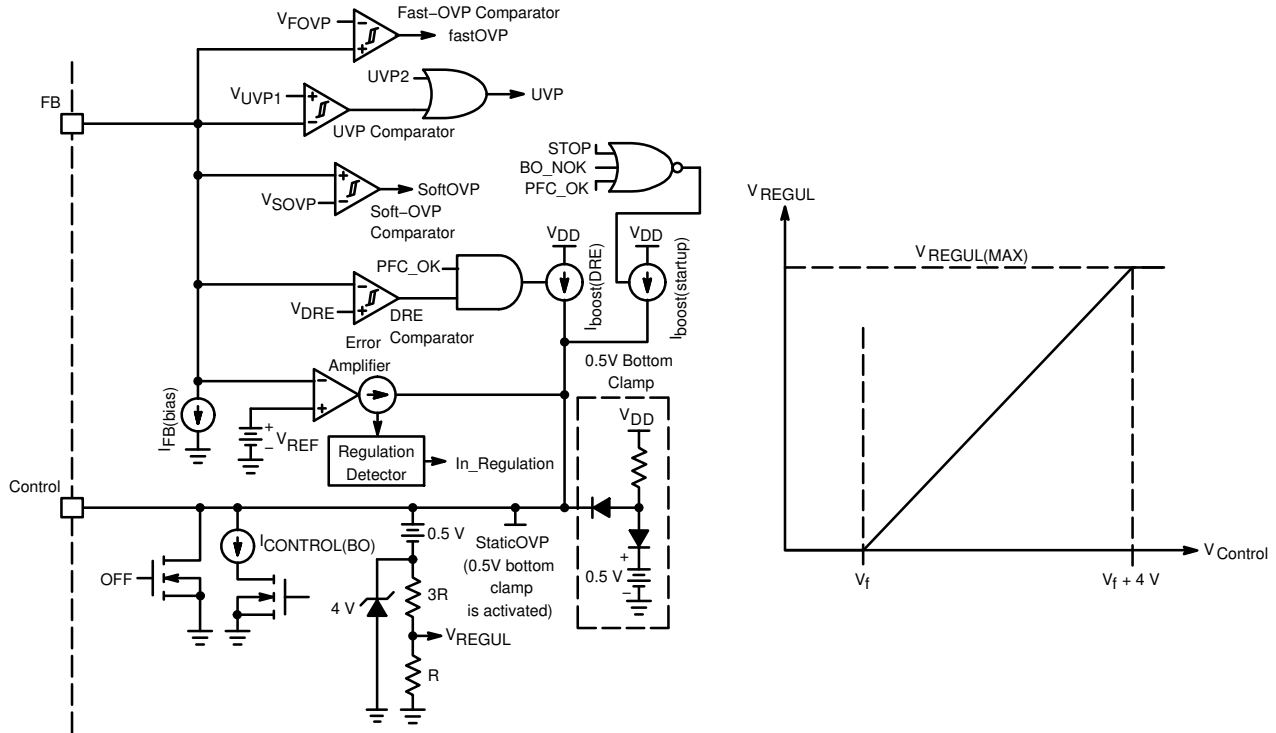 Fast−OVP Comparator
VFOVP
fastOVP
UVP2
UVP
FB
VUVP1
UVP Comparator
STOP
BO_NOK
PFC_OK
SoftOVP
VSOVP
Soft−OVP
Comparator
VDD
VDD
PFC_OK
Iboost(DRE)
Iboost(startup)
VDRE
DRE
Comparator
Error
Amplifier
0.5V Bottom
Clamp
VDD
IFB(bias)
+
−
VREF
Regulation
Detector
In_Regulation
Control
ICONTROL(BO)
0.5 V
StaticOVP
(0.5V bottom
clamp
is activated)
OFF
4 V
3R
VREGUL
R
+
0.5 V
−
VREGUL
VREGUL(MAX)
VControl
Vf
Vf + 4 V